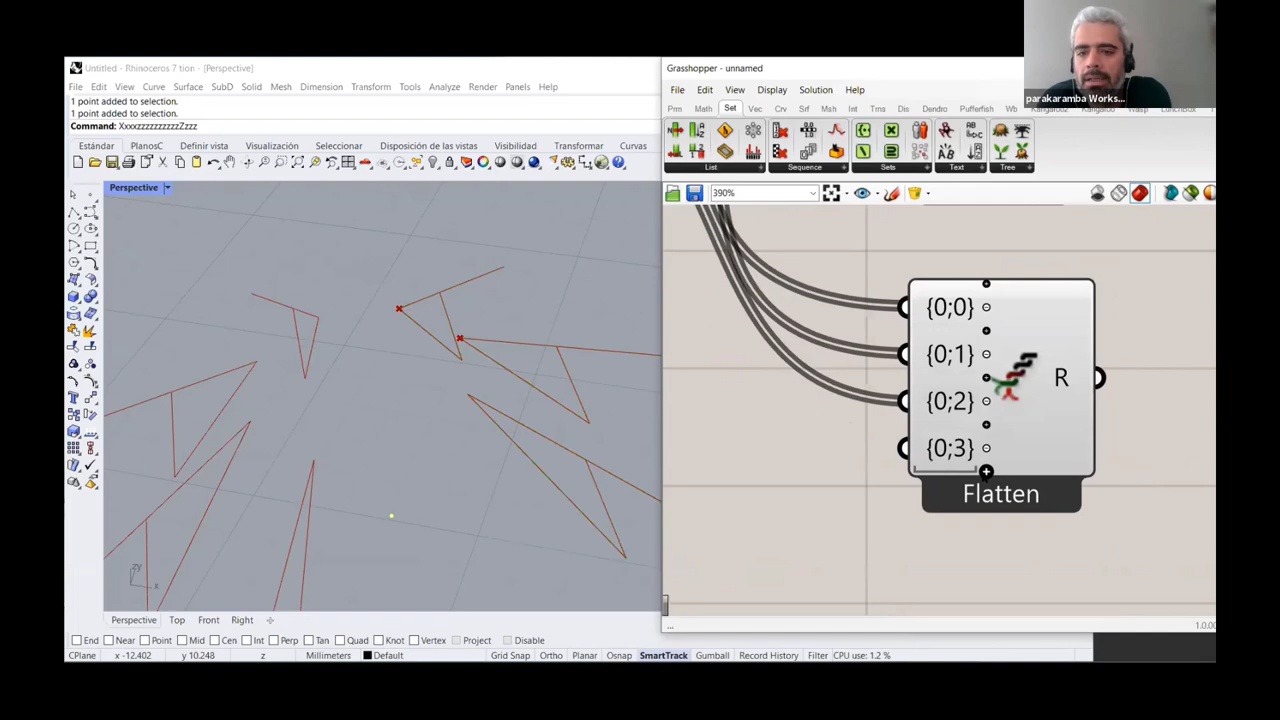 parakaramba Works...
Untitled - Rhinoceros 7 tion - [Perspective]
File Edit View Curve Surface SubD Solid Mesh Dimension Transform Tools Analyze Render Panels Help
1 point added to selection.
1 point added to selection.
Command: XxxxzzzzzzzzzzZzzz
Estándar PlanosC Visualización Selecccionar Disposición de las vistas Visibilidad Transformar Curvas
Perspective
zy
x
Perspective Top Front Right
End Near Point Mid Cen Int Perp Tan Quad Knot Vertex Project Disable
CPlane x -12.402 y 10.248 z Millimeters Default Grid Snap Ortho Planar Osnap SmartTrack Gumball Record History Filter CPU use: 1.2 %
Grasshopper - unnamed
File Edit View Display Solution Help
Prm Math Set Vec Crv Srf Msh Int Trns Dis Dendro Pufferfish Wb
List Sequence Sets Text Tree
390%
{0;0}
{0;1}
{0;2}
{0;3}
R
Flatten
...
1.0.00